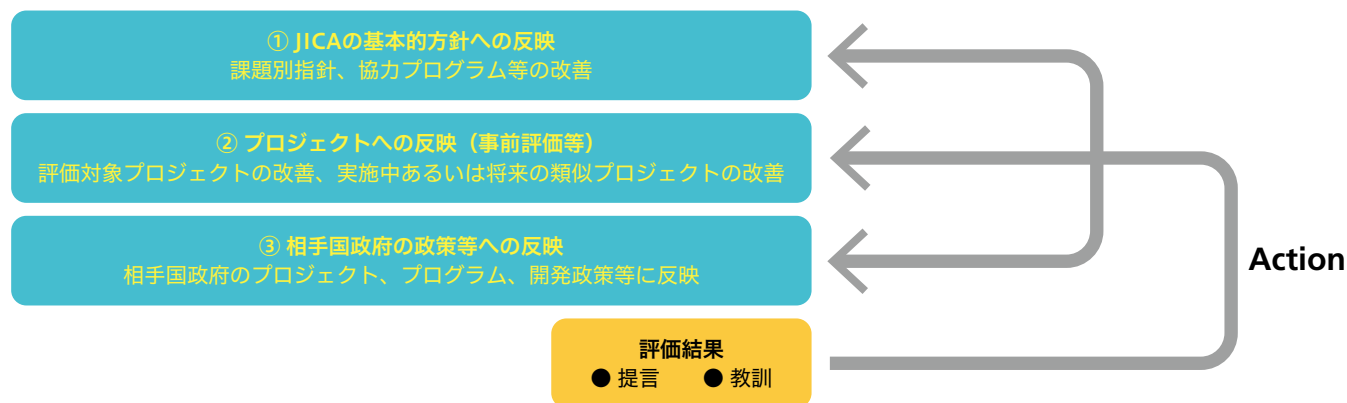 ① JICAの基本的方針への反映
課題別指針、協力プログラム等の改善
② プロジェクトへの反映（事前評価等）
評価対象プロジェクトの改善、実施中あるいは将来の類似プロジェクトの改善
③ 相手国政府の政策等への反映
相手国政府のプロジェクト、プログラム、開発政策等に反映
Action
評価結果
● 提言 ● 教訓